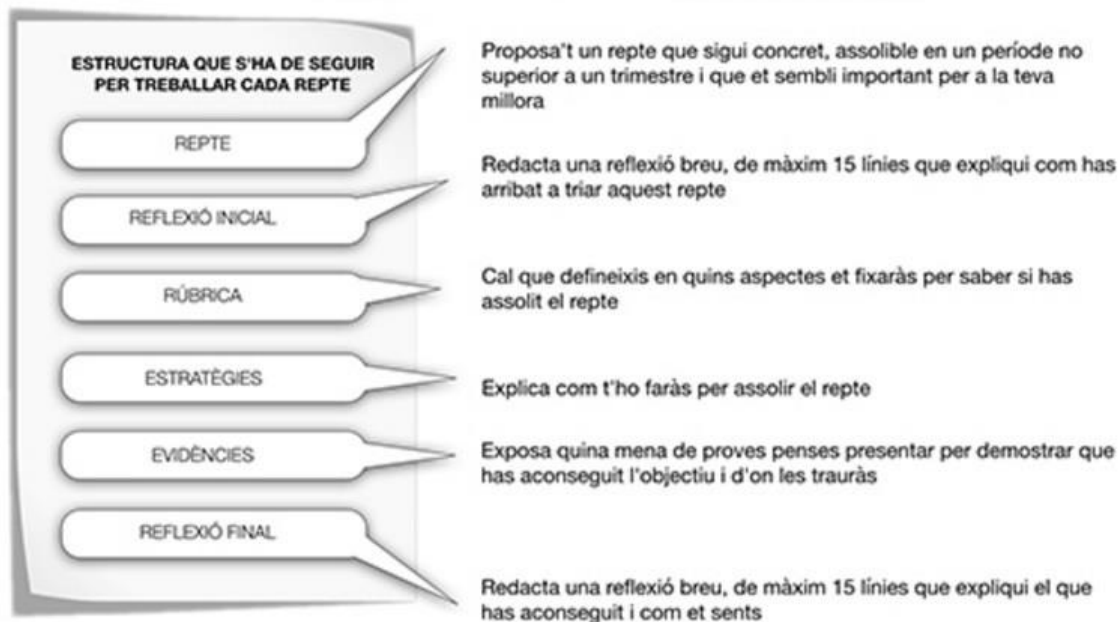 ESTRUCTURA QUE S'HA DE SEGUIR
PER TREBALLAR CADA REPTE
REPTE
Proposa't un repte que sigui concret, assolible en un període no
superior a un trimestre i que et sembli important per a la teva
millora
REFLEXIÓ INICIAL
Redacta una reflexió breu, de màxim 15 línies que expliqui com has
arribat a triar aquest repte
RÚBRICA
Cal que defineixis en quins aspectes et fixaràs per saber si has
assolit el repte
ESTRATÈGIES
Explica com t'ho faràs per assolir el repte
EVIDÈNCIES
Exposa quina mena de proves penses presentar per demostrar que
has aconseguit l'objectiu i d'on les trauràs
REFLEXIÓ FINAL
Redacta una reflexió breu, de màxim 15 línies que expliqui el que
has aconseguit i com et sents